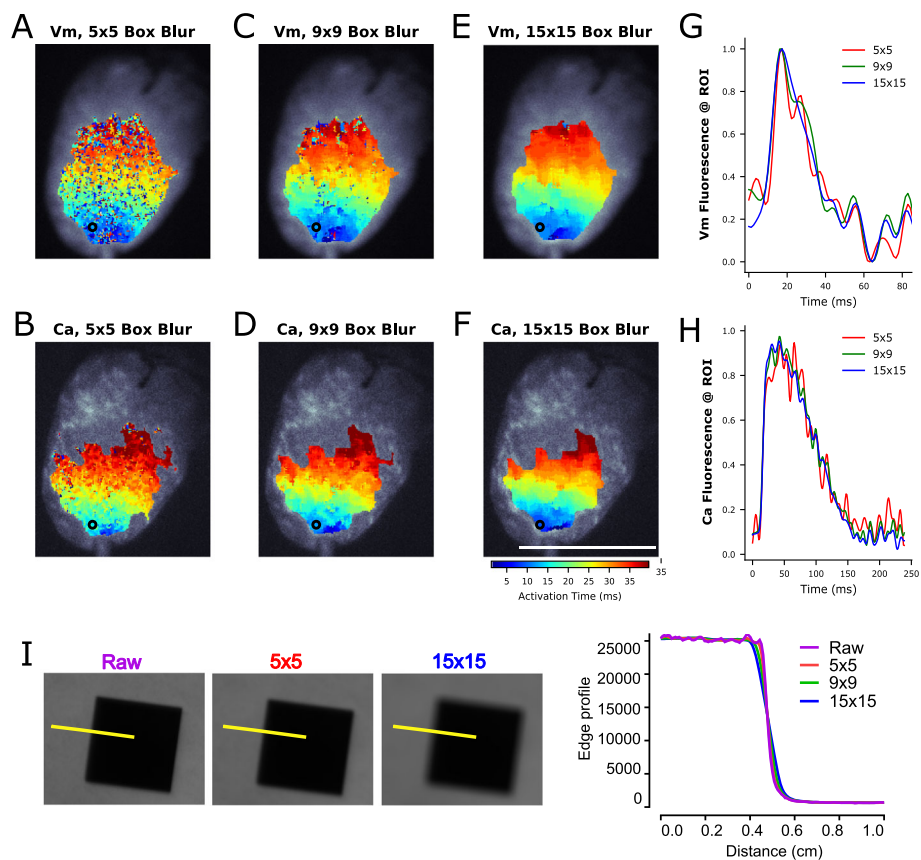 A
Vm, 5x5 Box Blur
C
Vm, 9x9 Box Blur
E
Vm, 15x15 Box Blur
G
Vm Fluorescence @ ROI
1.0
0.8
0.6
0.4
0.2
0.0
5x5
9x9
15x15
0 20 40 60 80
Time (ms)
B
Ca, 5x5 Box Blur
D
Ca, 9x9 Box Blur
F
Ca, 15x15 Box Blur
5 10 15 20 25 30 35
35
Activation Time (ms)
H
Ca Fluorescence @ ROI
1.0
0.8
0.6
0.4
0.2
0.0
5x5
9x9
15x15
0 50 100 150 200 250
Time (ms)
I
Raw
5x5
15x15
Edge profile
25000
20000
15000
10000
5000
0
Raw
5x5
9x9
15x15
0.0 0.2 0.4 0.6 0.8 1.0
Distance (cm)